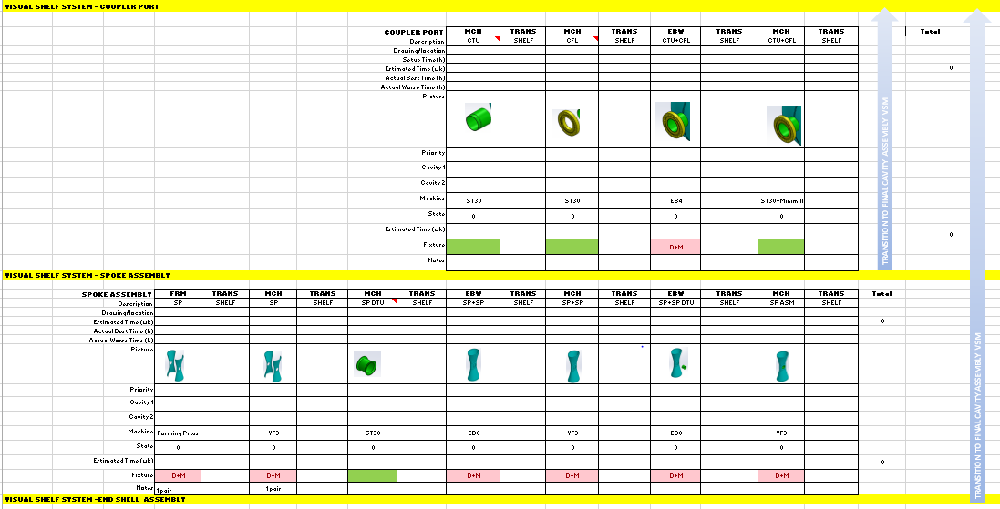 VISUAL SHELF SYSTEM - COUPLER PORT
COUPLER PORT MCH TRANS MCH TRANS EBW TRANS MCH TRANS Total
Description CTU SHELF CFL SHELF CTU+CFL SHELF CTU+CFL SHELF
Drawing/location
Setup Time(h)
Estimated Time (wk) 0
Actual Best Time (h)
Actual Worse Time (h)
Picture
Priority
Cavity 1
Cavity 2
Machine ST30 ST30 EB4 ST30+Minimill
State 0 0 0 0
Estimated Time (wk) 0
Fixture D+M
Notes
TRANSITION TO FINAL CAVITY ASSEMBLY VSM
VISUAL SHELF SYSTEM - SPOKE ASSEMBLY
SPOKE ASSEMBLY FRM TRANS MCH TRANS MCH TRANS EBW TRANS MCH TRANS EBW TRANS MCH TRANS Total
Description SP SHELF SP SHELF SP DTU SHELF SP+SP SHELF SP+SP SHELF SP+SP DTU SHELF SP ASM SHELF
Drawing/location
Estimated Time (wk) 0
Actual Best Time (h)
Actual Worse Time (h)
Picture
Priority
Cavity 1
Cavity 2
Machine Forming Press VF3 ST30 EB8 VF3 EB8 VF3
State 0 0 0 0 0 0 0
Estimated Time (wk) 0
Fixture D+M D+M D+M D+M D+M D+M
Notes 1pair 1pair
TRANSITION TO FINAL CAVITY ASSEMBLY VSM
VISUAL SHELF SYSTEM -END SHELL ASSEMBLY